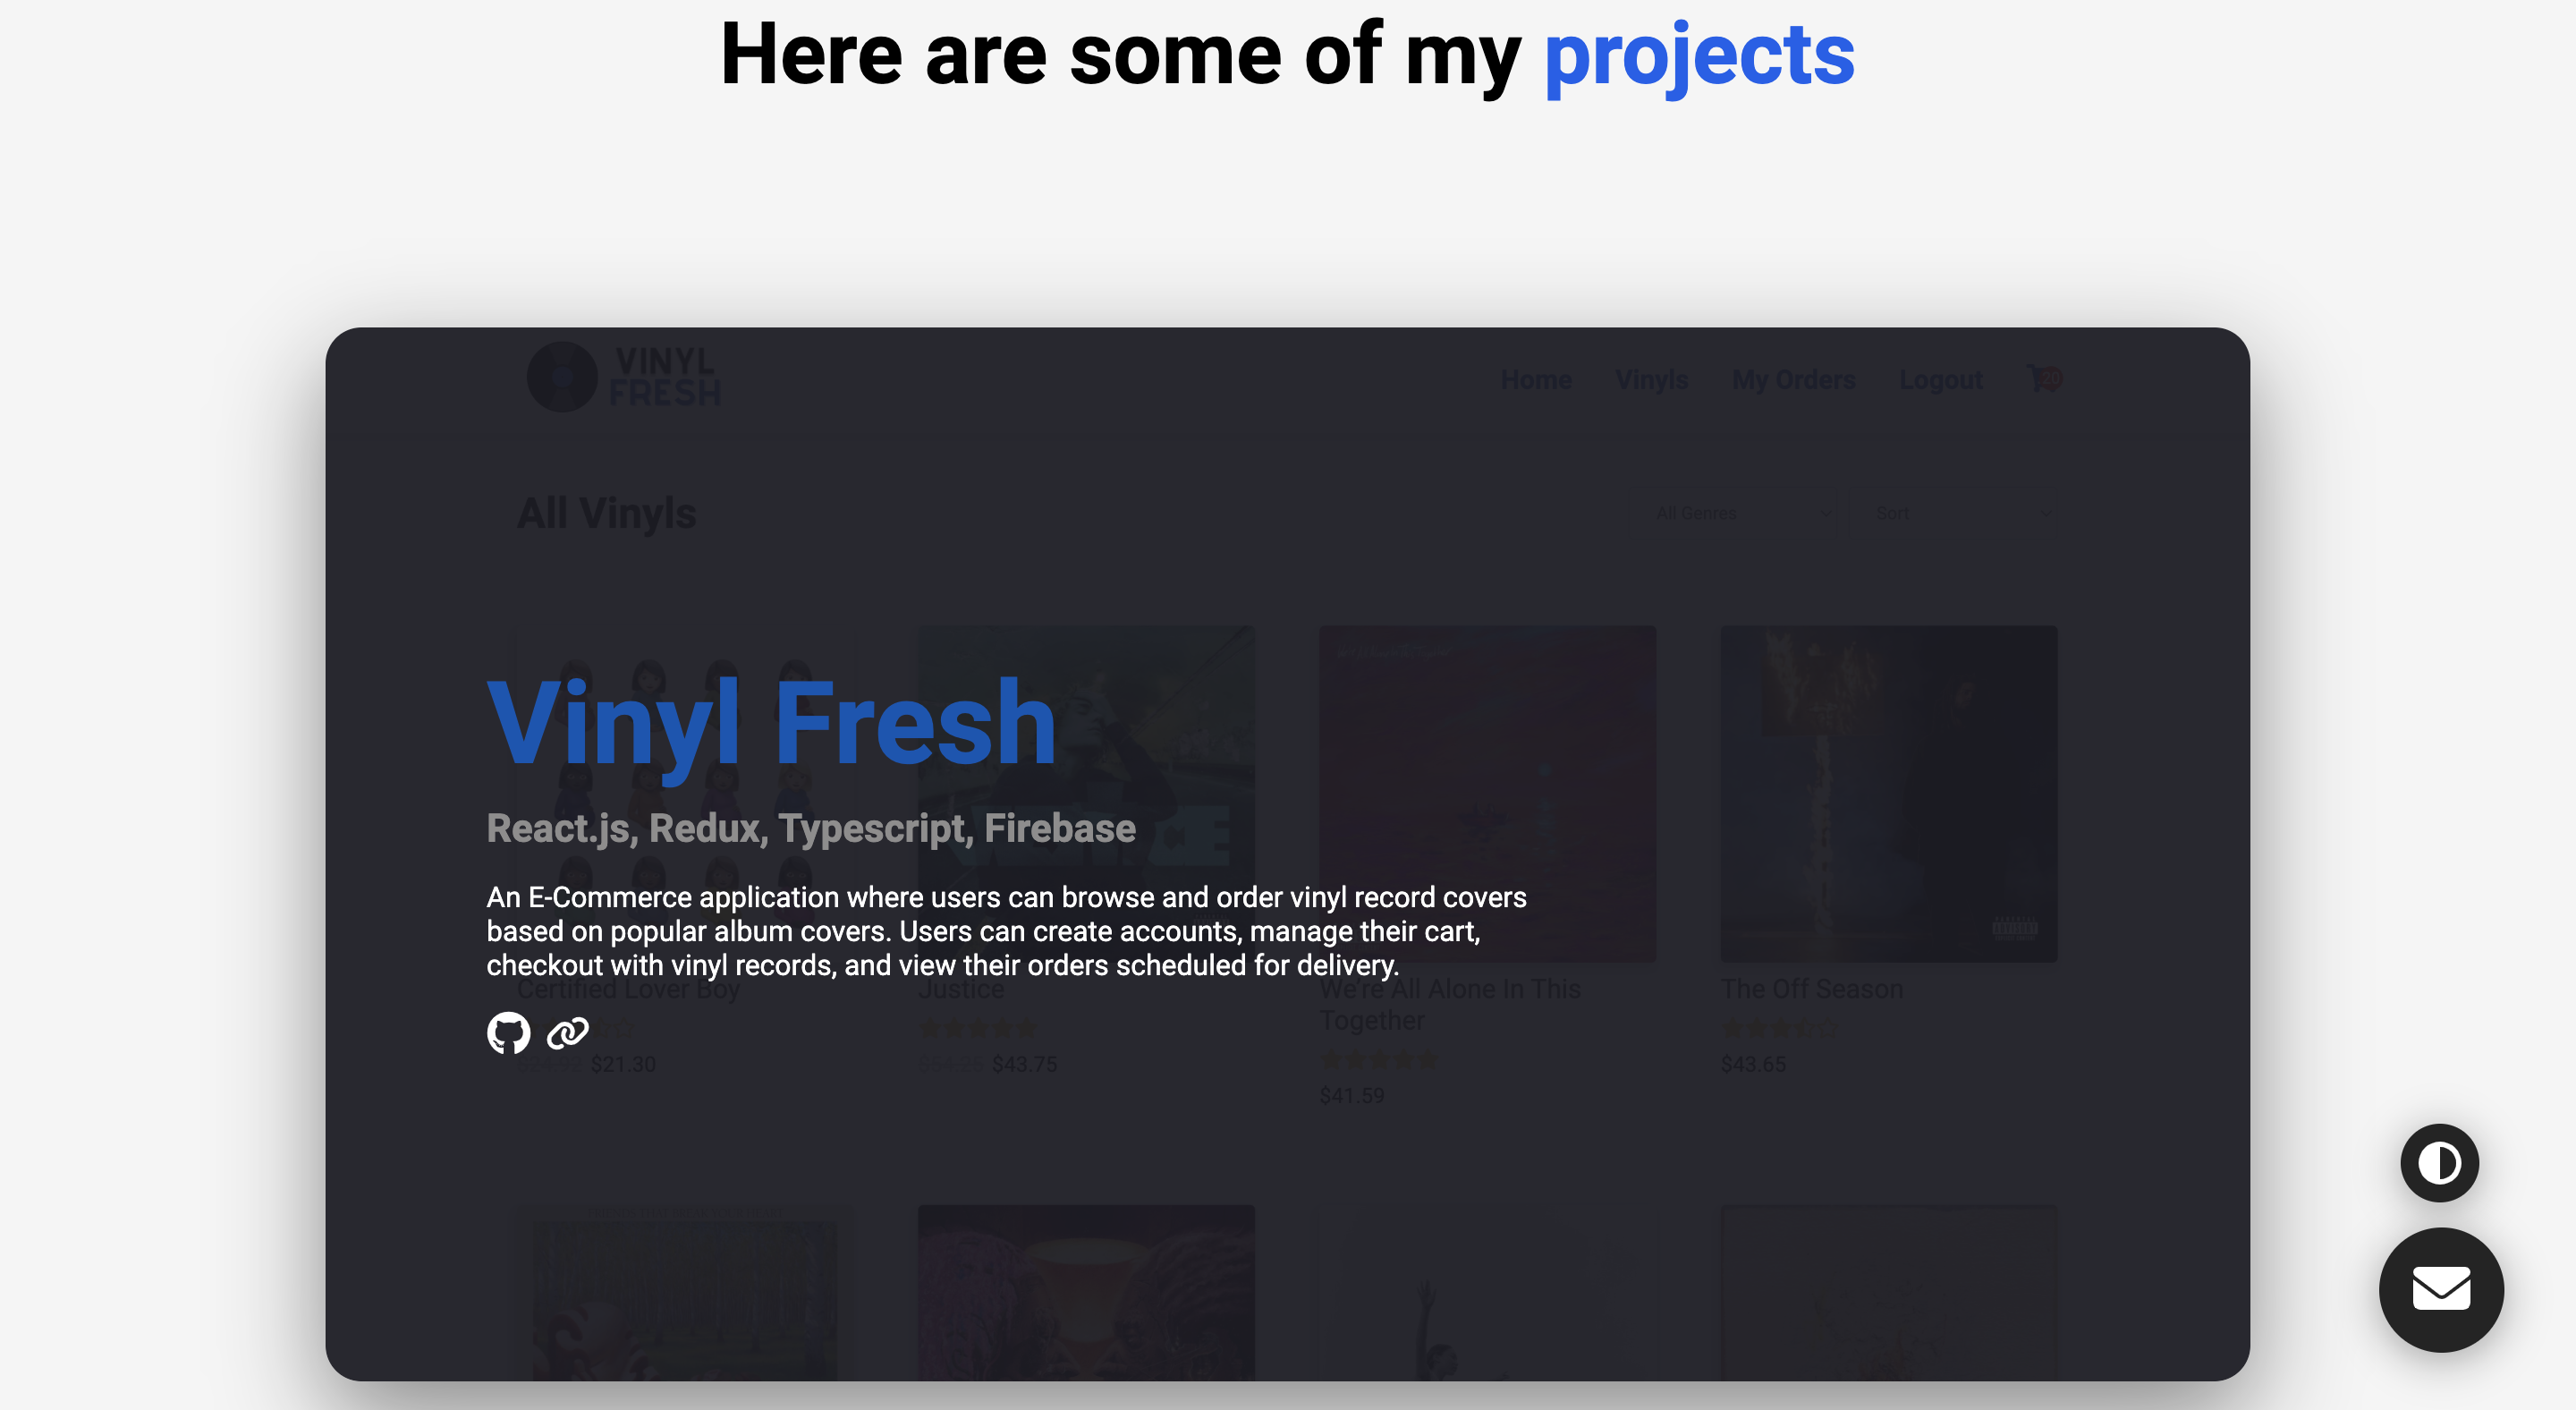 Here are some of my projects
VINYL
FRESH
Home Vinyls My Orders Logout 20
All Vinyls
All Genres Sort
Vinyl Fresh
React.js, Redux, Typescript, Firebase
An E-Commerce application where users can browse and order vinyl record covers
based on popular album covers. Users can create accounts, manage their cart,
checkout with vinyl records, and view their orders scheduled for delivery.
Certified Lover Boy Justice We're All Alone In This The Off Season
Together
$21.30 $43.75 $43.65
$41.59